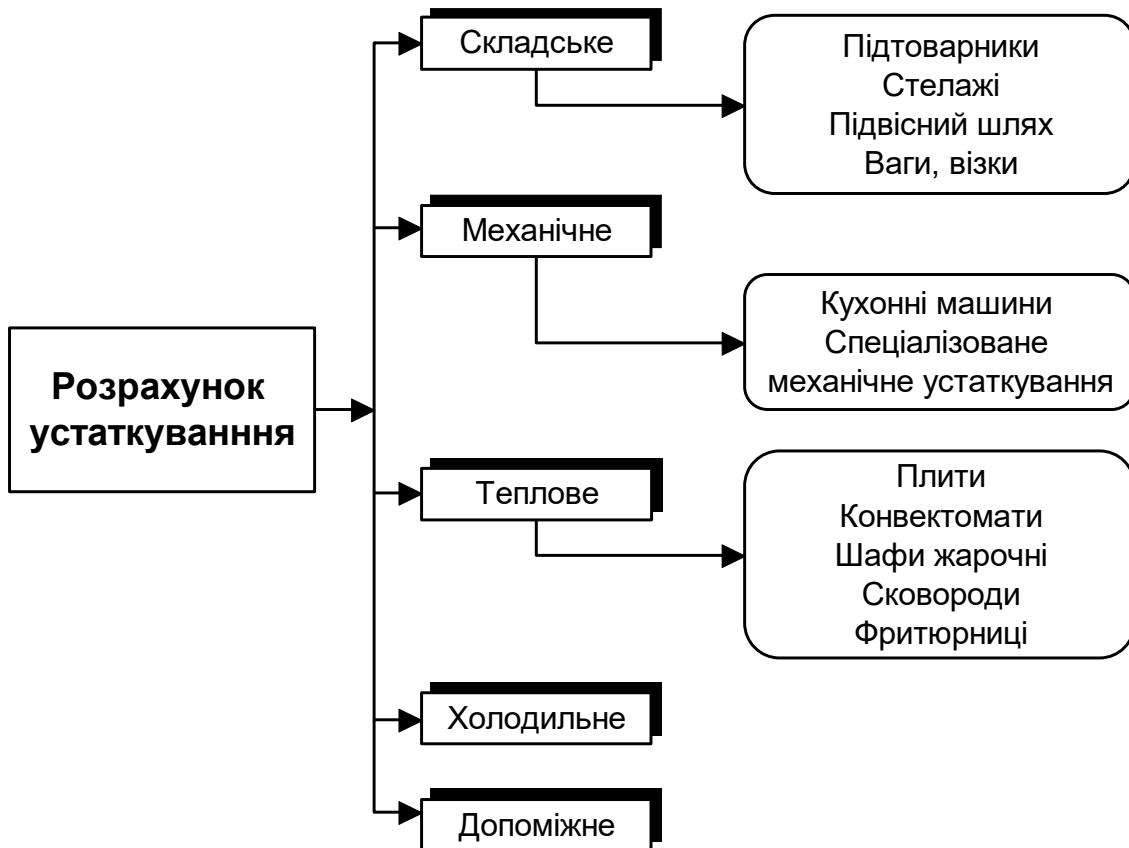 Розрахунок
устаткуванння
Складське
Підтоварники
Стелажі
Підвісний шлях
Ваги, візки
Механічне
Кухонні машини
Спеціалізоване
механічне устаткування
Теплове
Плити
Конвектомати
Шафи жарочні
Сковороди
Фритюрниці
Холодильне
Допоміжне